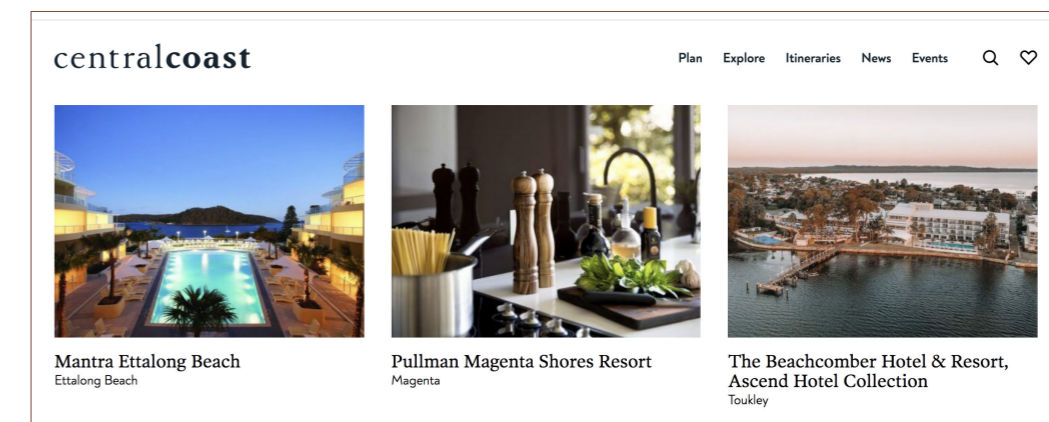 centralcoast
Plan Explore Itineraries News Events
Mantra Ettalong Beach
Ettalong Beach
Pullman Magenta Shores Resort
Magenta
The Beachcomber Hotel & Resort,
Ascend Hotel Collection
Toukley